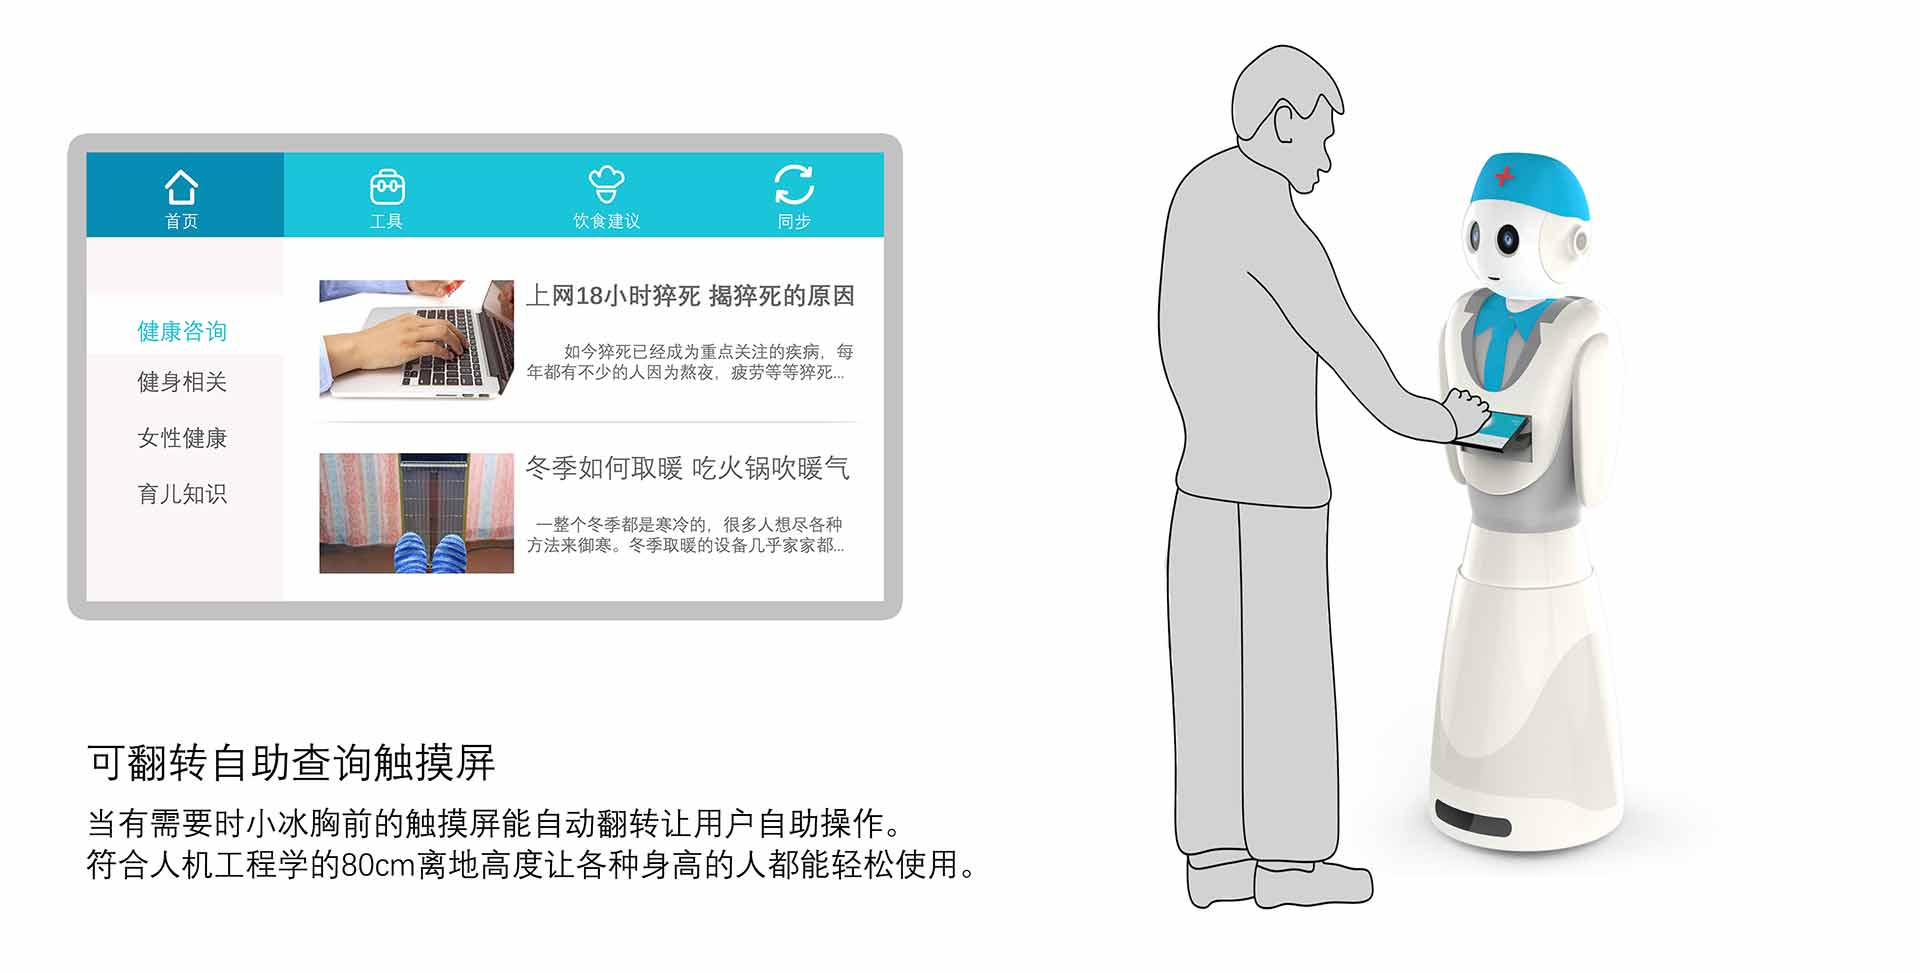 首页
工具
饮食建议
同步
健康咨询
健身相关
女性健康
育儿知识
上网18小时猝死 揭猝死的原因
如今猝死已经成为重点关注的疾病，每
年都有不少的人因为熬夜，疲劳等等猝死...
冬季如何取暖 吃火锅吹暖气
一整个冬季都是寒冷的，很多人想尽各种
方法来御寒。冬季取暖的设备几乎家家都...
可翻转自助查询触摸屏
当有需要时小冰胸前的触摸屏能自动翻转让用户自助操作。
符合人机工程学的80cm离地高度让各种身高的人都能轻松使用。